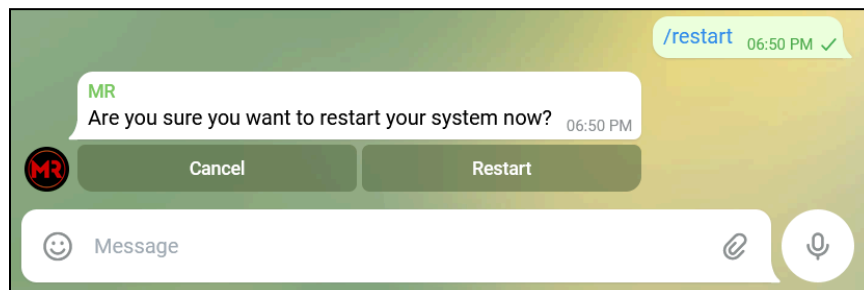 /restart 06:50 PM
MR
Are you sure you want to restart your system now? 06:50 PM
MR
Cancel Restart
Message